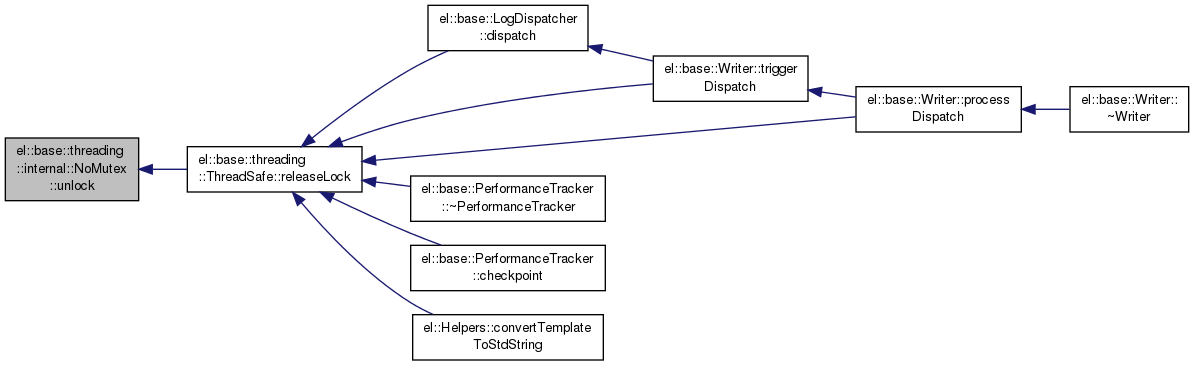 el::base::threading
::internal::NoMutex
::unlock
el::base::threading
::ThreadSafe::releaseLock
el::base::LogDispatcher
::dispatch
el::base::Writer::trigger
Dispatch
el::base::Writer::process
Dispatch
el::base::Writer::
~Writer
el::base::PerformanceTracker
::~PerformanceTracker
el::base::PerformanceTracker
::checkpoint
el::Helpers::convertTemplate
ToStdString